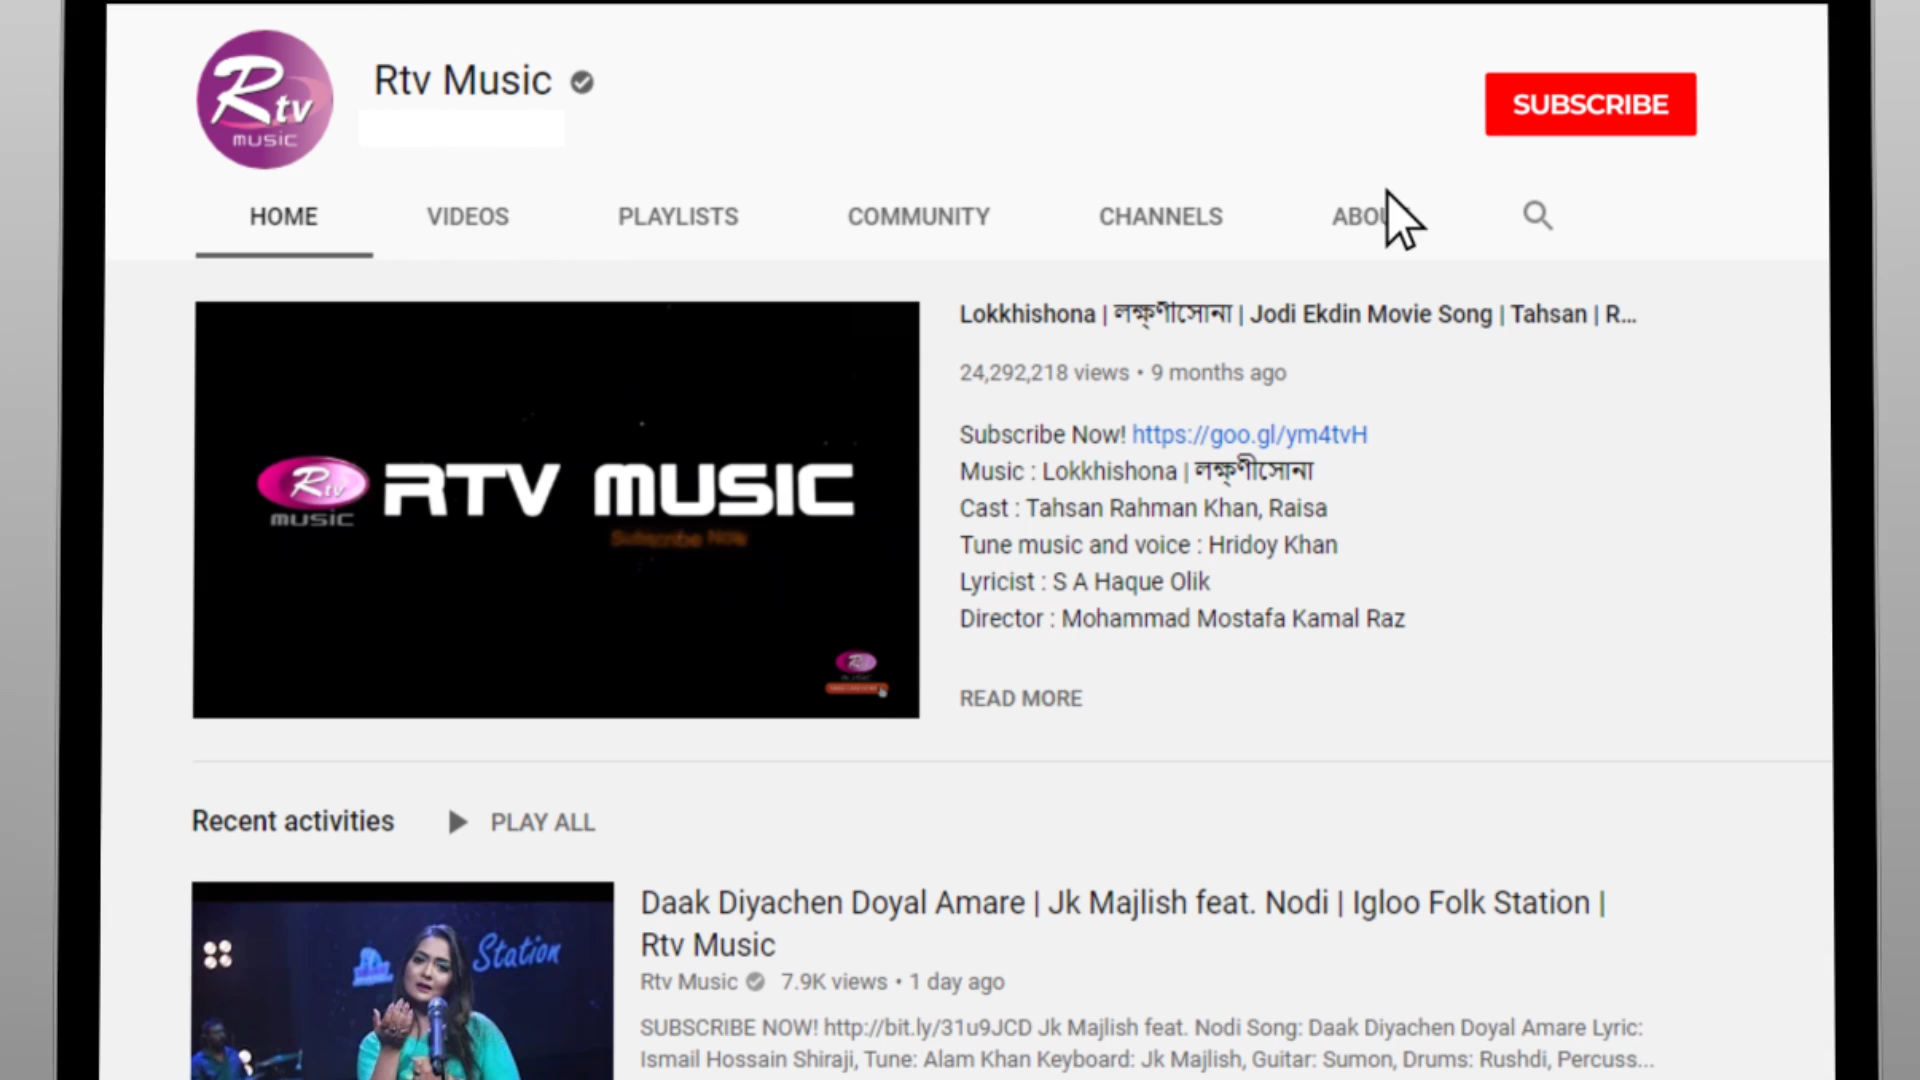 Rtv
MUSIC
Rtv Music
SUBSCRIBE
HOME
VIDEOS
PLAYLISTS
COMMUNITY
CHANNELS
ABOU
Lokkhishona | লক্ষ্ণীসোনা | Jodi Ekdin Movie Song | Tahsan | R...
24,292,218 views • 9 months ago
Subscribe Now! https://goo.gl/ym4tvH
Music : Lokkhishona | লক্ষ্ণীসোনা
Cast : Tahsan Rahman Khan, Raisa
Tune music and voice : Hridoy Khan
Lyricist : S A Haque Olik
Director : Mohammad Mostafa Kamal Raz
READ MORE
Rtv
MUSIC
RTV MUSIC
Subscribe Now
Rtv
Recent activities
PLAY ALL
Station
Daak Diyachen Doyal Amare | Jk Majlish feat. Nodi | Igloo Folk Station |
Rtv Music
Rtv Music 7.9K views • 1 day ago
SUBSCRIBE NOW! http://bit.ly/31u9JCD Jk Majlish feat. Nodi Song: Daak Diyachen Doyal Amare Lyric:
Ismail Hossain Shiraji, Tune: Alam Khan Keyboard: Jk Majlish, Guitar: Sumon, Drums: Rushdi, Percuss...